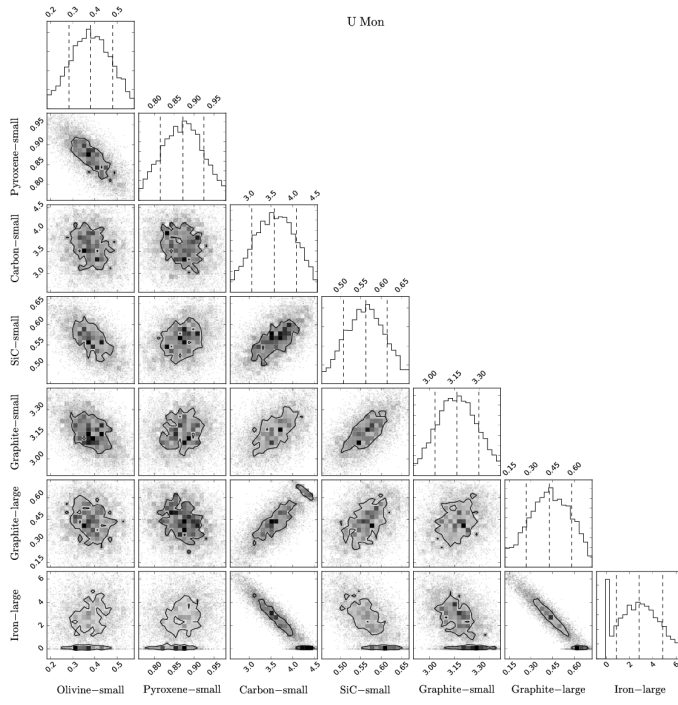 U Mon
0.2 0.3 0.4 0.5
0.80 0.85 0.90 0.95
Pyroxene−small
0.95
0.90
0.85
0.80
3.0 3.5 4.0 4.5
Carbon−small
4.5
4.0
3.5
3.0
0.50 0.55 0.60 0.65
SiC−small
0.65
0.60
0.55
0.50
3.00 3.15 3.30
Graphite−small
3.30
3.15
3.00
0.15 0.30 0.45 0.60
Graphite−large
0.60
0.45
0.30
0.15
Iron−large
6
4
2
0
0.2 0.3 0.4 0.5
0.80 0.85 0.90 0.95
3.0 3.5 4.0 4.5
0.50 0.55 0.60 0.65
3.00 3.15 3.30
0.15 0.30 0.45 0.60
0 2 4 6
Olivine−small Pyroxene−small Carbon−small SiC−small Graphite−small Graphite−large Iron−large